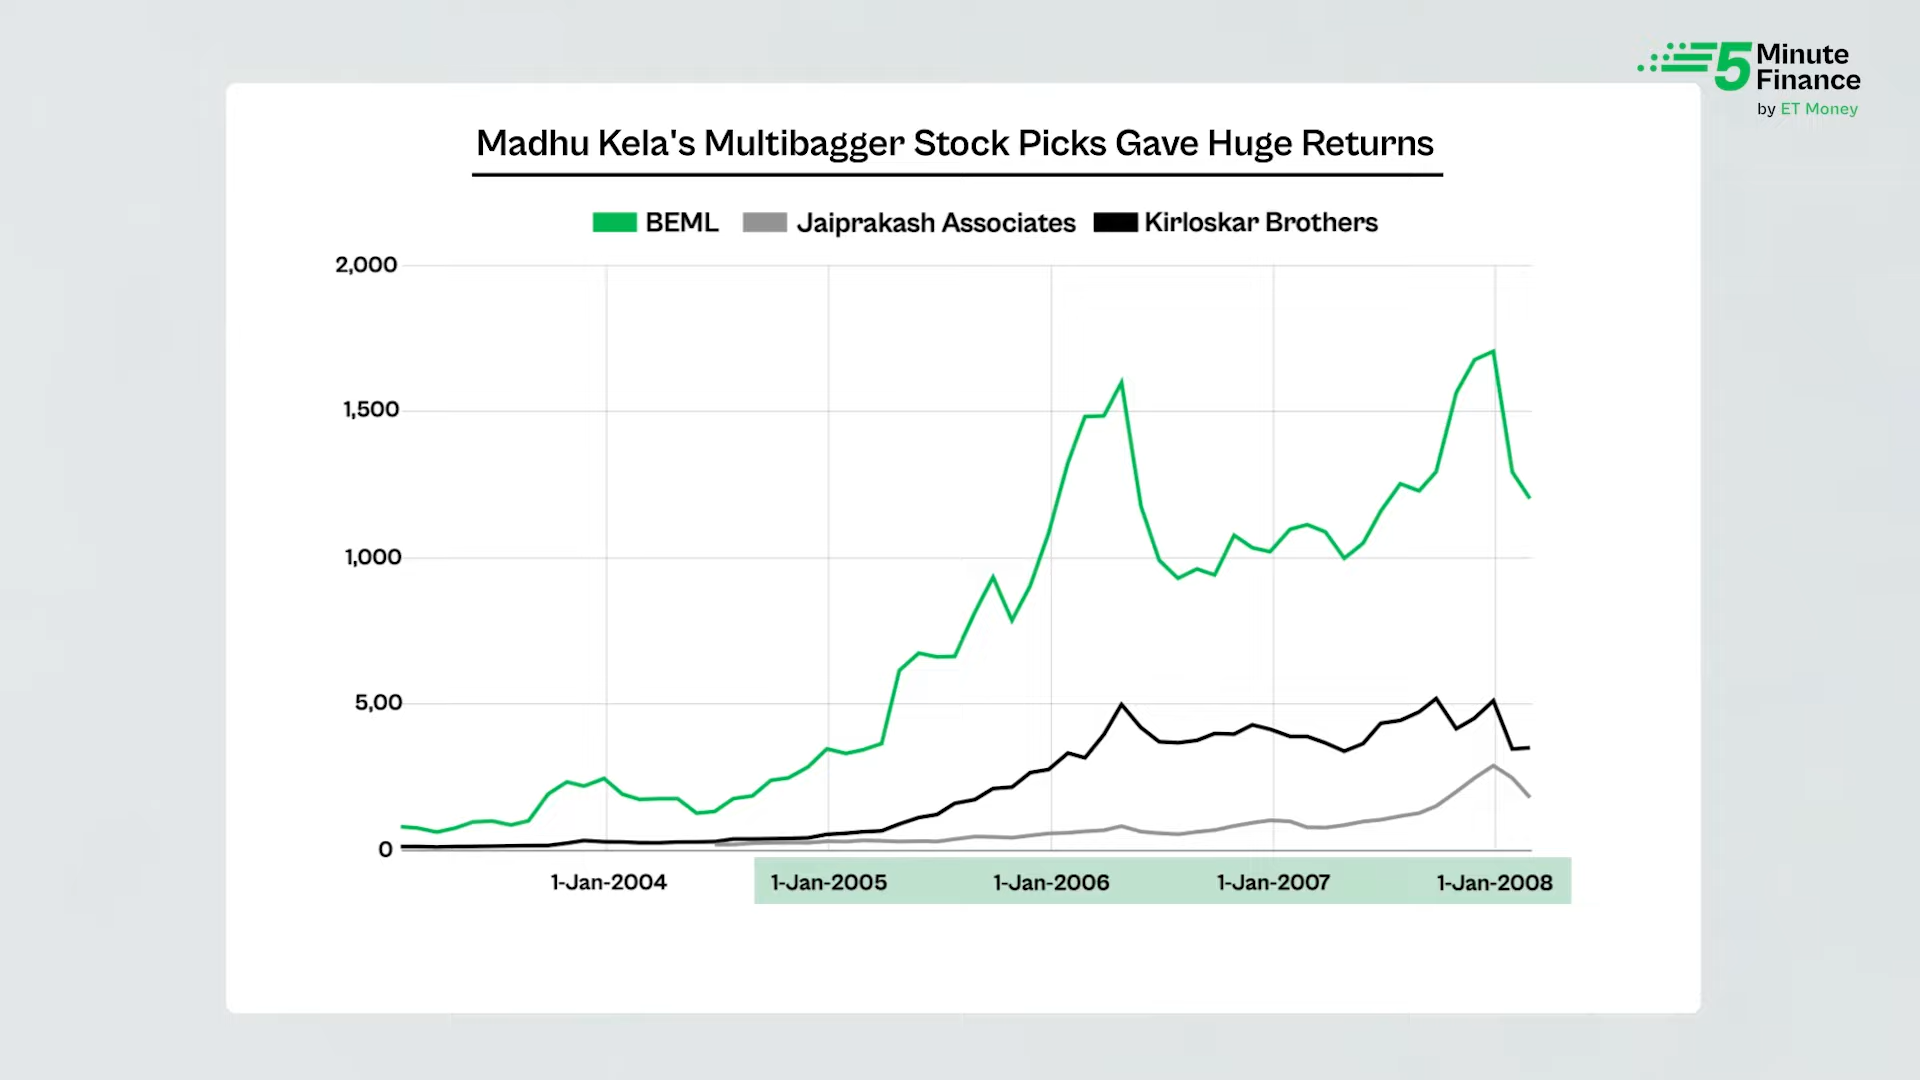 5 Minute
Finance
by ET Money
Madhu Kela's Multibagger Stock Picks Gave Huge Returns
BEML Jaiprakash Associates Kirloskar Brothers
2,000
1,500
1,000
5,00
0
1-Jan-2004 1-Jan-2005 1-Jan-2006 1-Jan-2007 1-Jan-2008